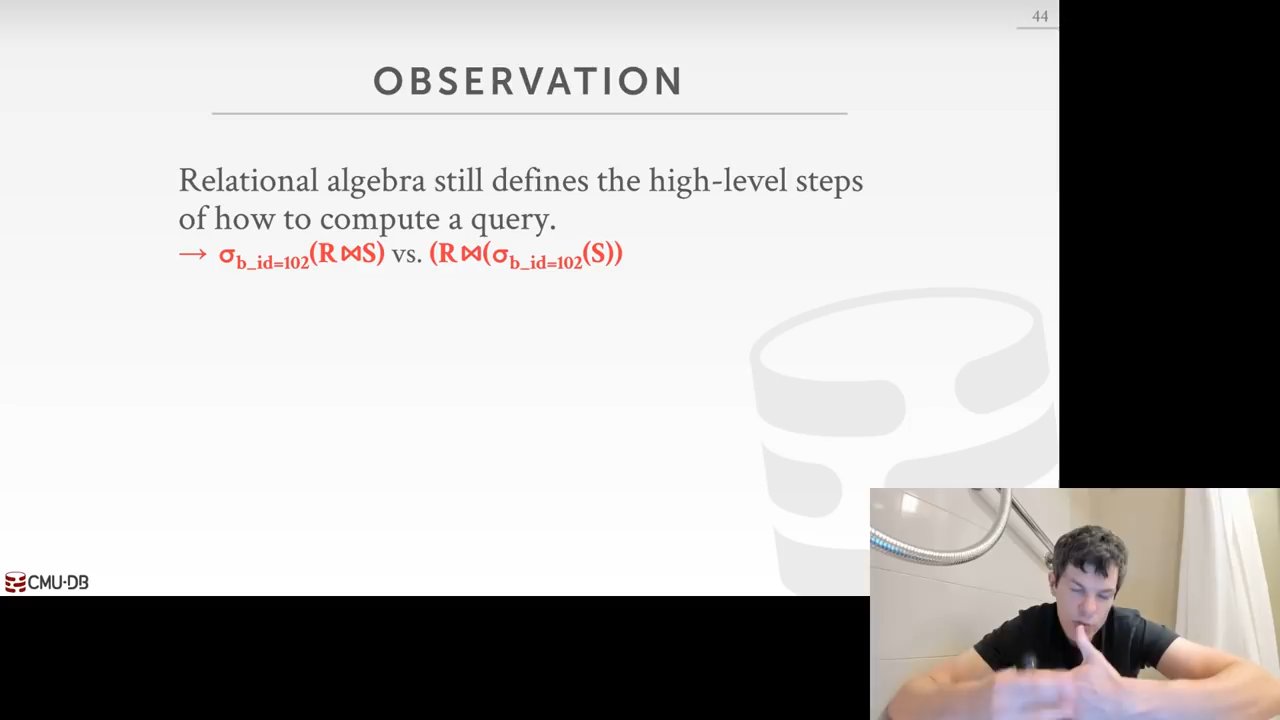 44
OBSERVATION
Relational algebra still defines the high-level steps
of how to compute a query.
→ σb_id=102(R⋈S) vs. (R⋈(σb_id=102(S))
CMU·DB